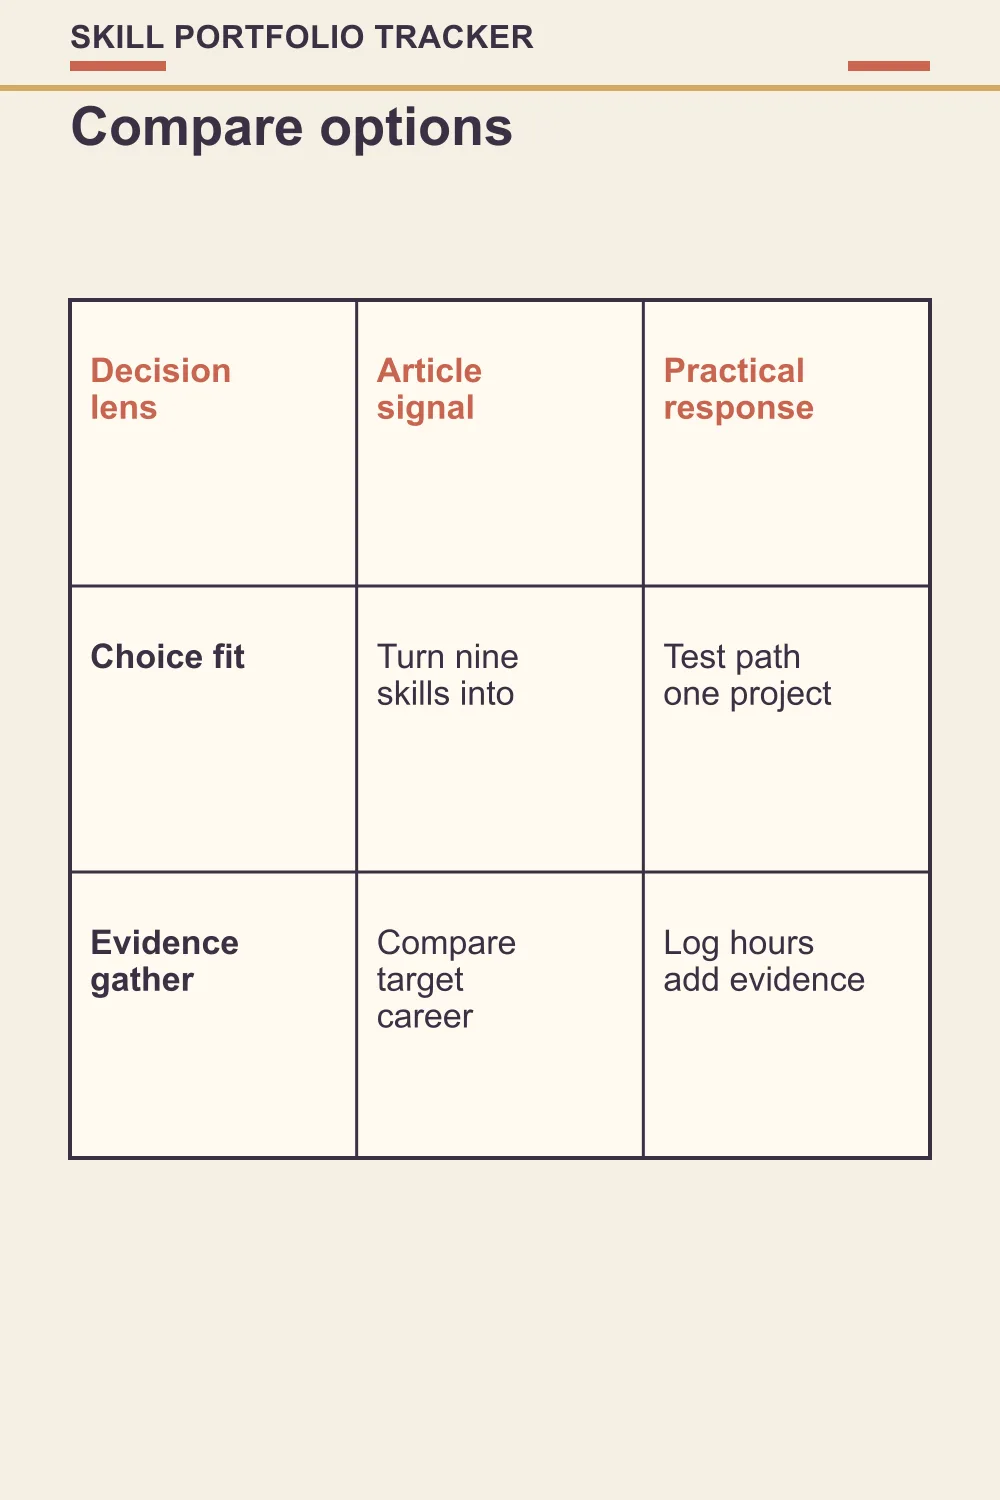 SKILL PORTFOLIO TRACKER
Compare options
Decision
lens
Article
signal
Practical
response
Choice fit
Turn nine
skills into
Test path
one project
Evidence
gather
Compare
target
career
Log hours
add evidence